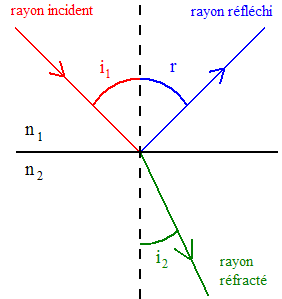 rayon incident
rayon réfléchi
i1
r
n1
n2
i2
rayon
réfracté